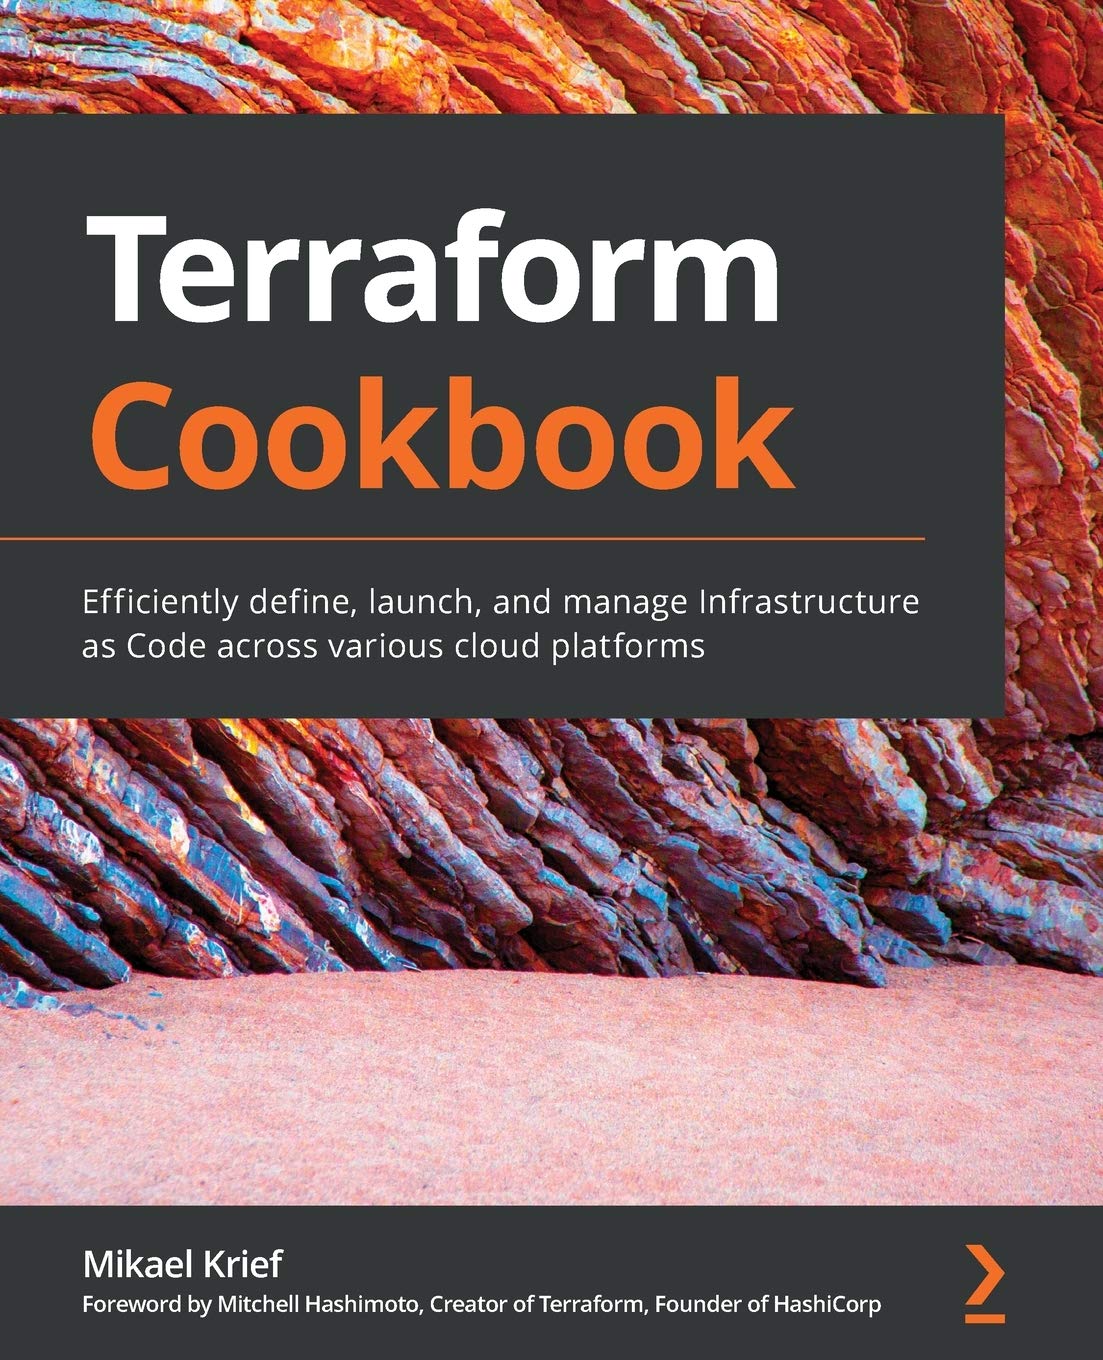 Terraform
Cookbook
Efficiently define, launch, and manage Infrastructure
as Code across various cloud platforms
Mikael Krief
Foreword by Mitchell Hashimoto, Creator of Terraform, Founder of HashiCorp